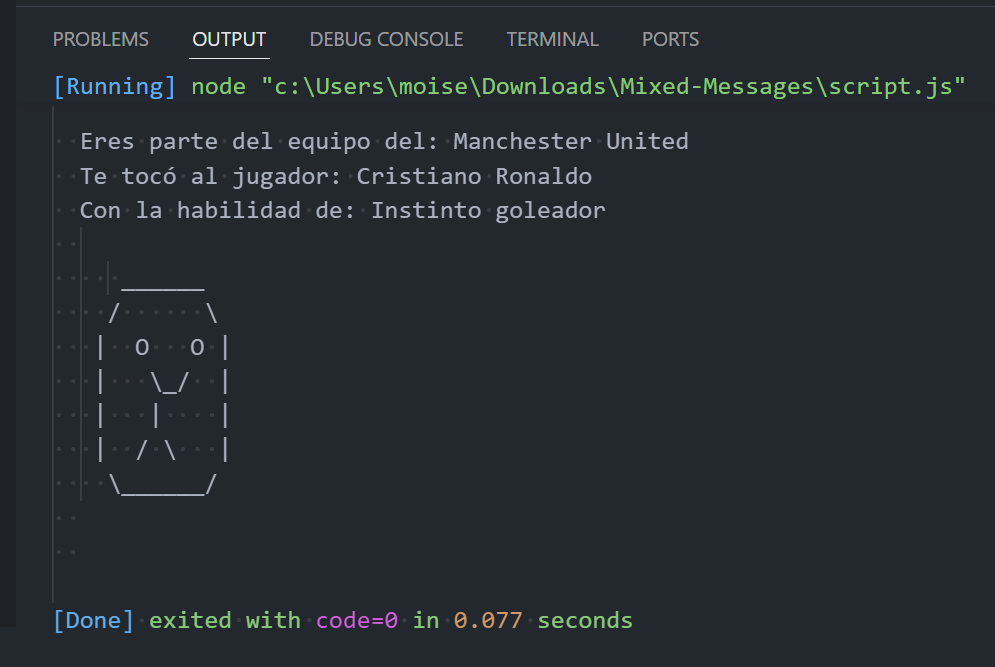 PROBLEMS OUTPUT DEBUG CONSOLE TERMINAL PORTS
[Running] node "c:\Users\moise\Downloads\Mixed-Messages\script.js"
Eres parte del equipo del: Manchester United
Te tocó al jugador: Cristiano Ronaldo
Con la habilidad de: Instinto goleador
     ______
    /      \
   |  O   O |
   |   \_/  |
   |   |    |
   |  / \   |
    \______/
[Done] exited with code=0 in 0.077 seconds